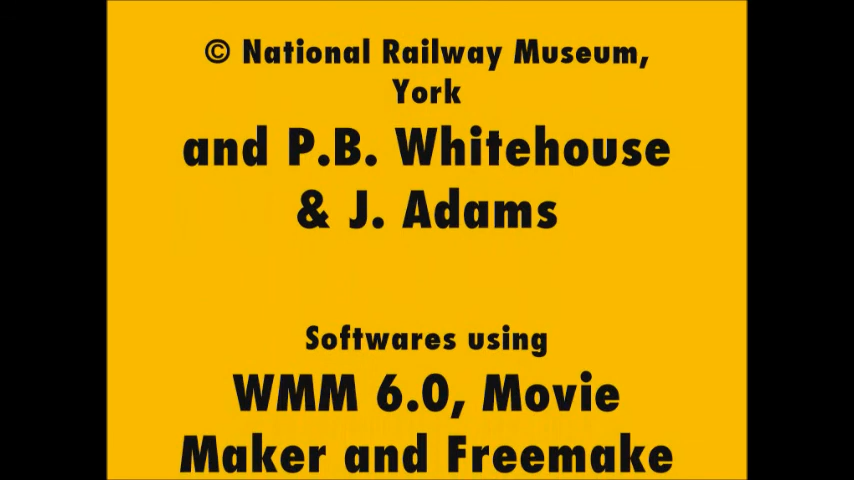 © National Railway Museum,
York
and P.B. Whitehouse
& J. Adams
Softwares using
WMM 6.0, Movie
Maker and Freemake